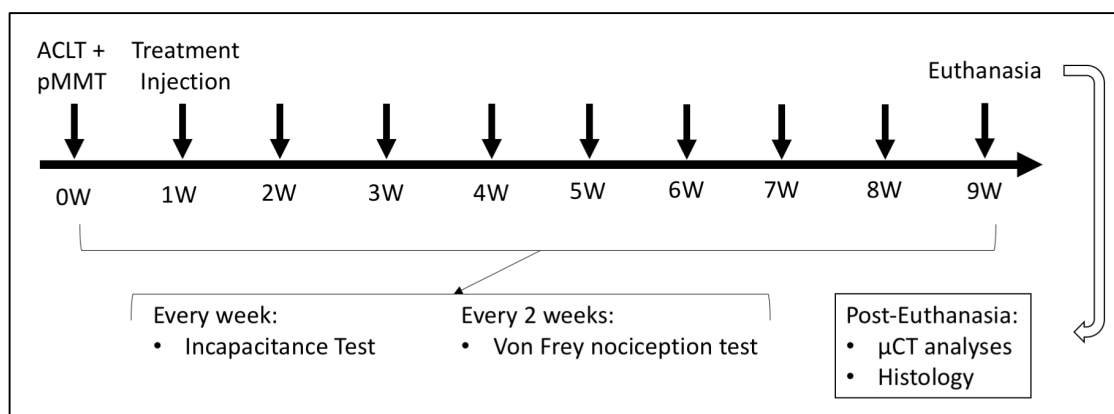 ACLT +
pMMT
Treatment
Injection
Euthanasia
0W 1W 2W 3W 4W 5W 6W 7W 8W 9W
Every week:
• Incapacitance Test
Every 2 weeks:
• Von Frey nociception test
Post-Euthanasia:
• µCT analyses
• Histology